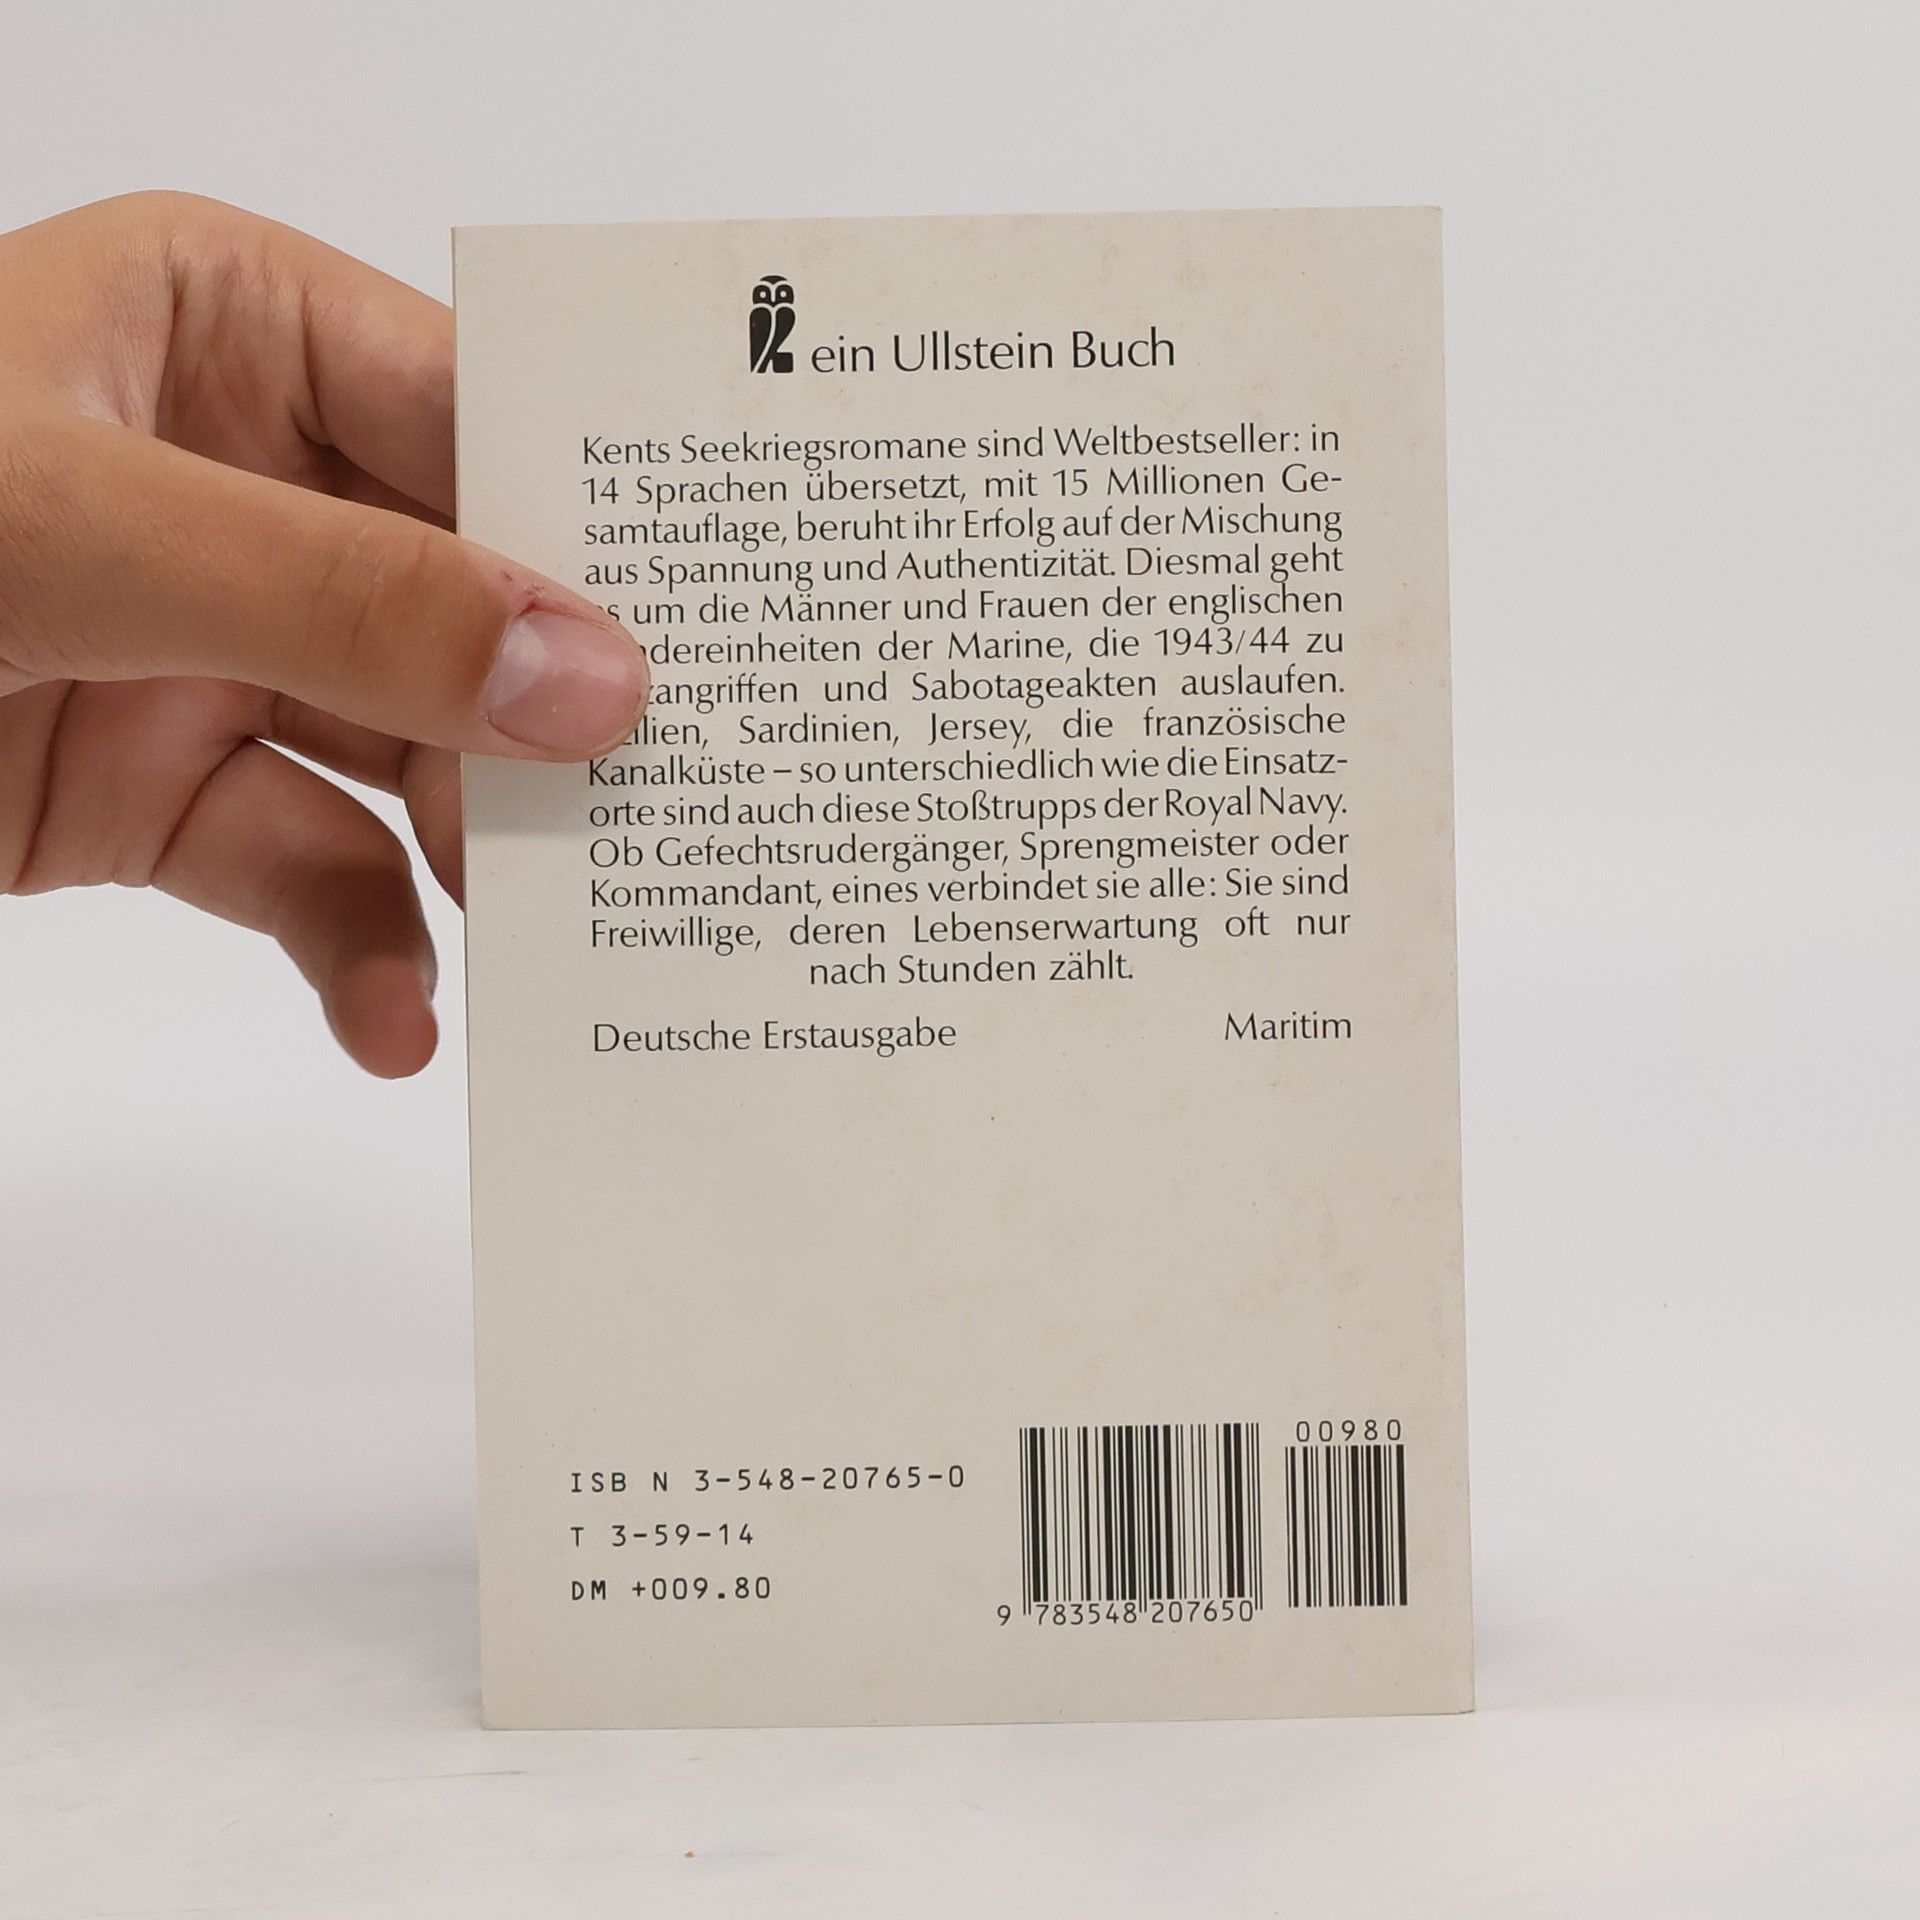 ein Ullstein Buch
Kents Seekriegsromane sind Weltbestseller: in
14 Sprachen übersetzt, mit 15 Millionen Ge-
samtauflage, beruht ihr Erfolg auf der Mischung
aus Spannung und Authentizität. Diesmal geht
um die Männer und Frauen der englischen
der Marine, die 1943/44 zu
und Sabotageakten auslaufen.
Sardinien, Jersey, die französische
Kanalküste – so unterschiedlich wie die Einsatz-
orte sind auch diese Stoßtrupps der Royal Navy.
Ob Gefechtsrudergänger, Sprengmeister oder
Kommandant, eines verbindet sie alle: Sie sind
Freiwillige, deren Lebenserwartung oft nur
nach Stunden zählt.
Deutsche Erstausgabe Maritim
00980
ISB N 3-548-20765-0
T 3-59-14
DM +009.80
9 783548 207650